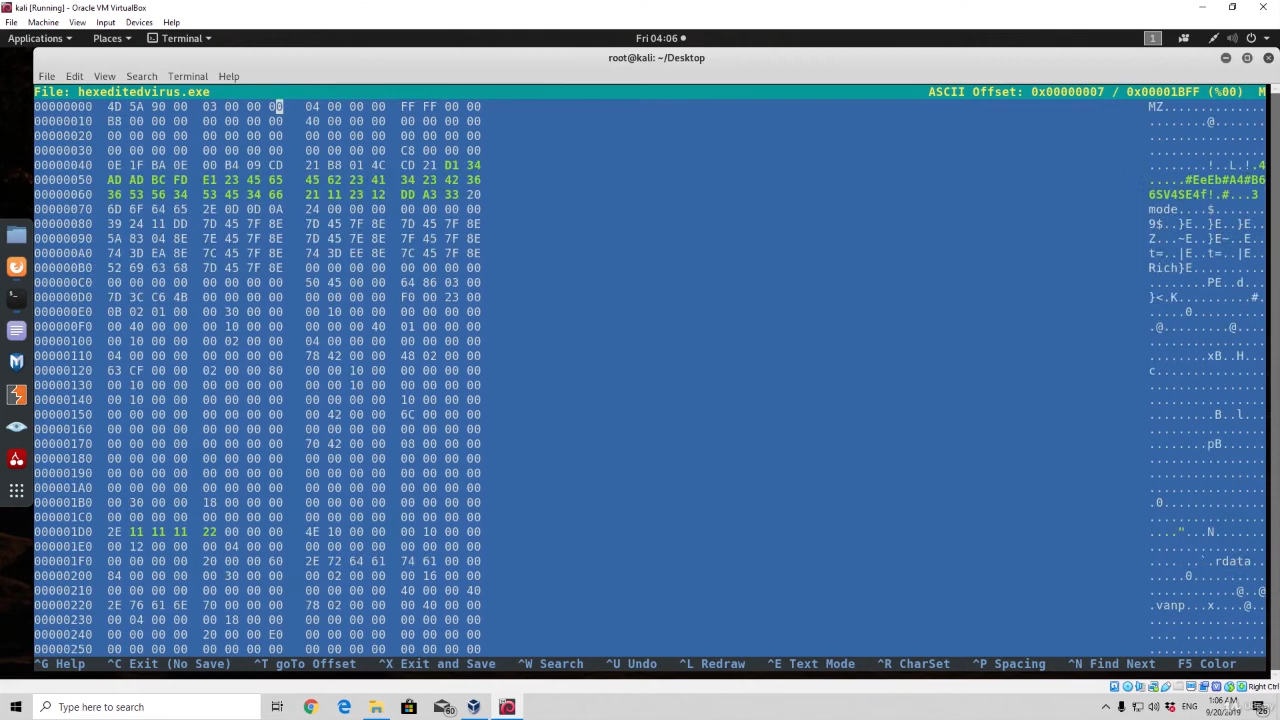 kali [Running] - Oracle VM VirtualBox
File Machine View Input Devices Help
Applications Places Terminal Fri 04:06 1
root@kali: ~/Desktop
File Edit View Search Terminal Help
File: hexeditedvirus.exe ASCII Offset: 0x00000007 / 0x00001BFF (%00) M
00000000 4D 5A 90 00 03 00 00 00 04 00 00 00 FF FF 00 00 MZ..............
00000010 B8 00 00 00 00 00 00 00 40 00 00 00 00 00 00 00 ........@.......
00000020 00 00 00 00 00 00 00 00 00 00 00 00 00 00 00 00 ................
00000030 00 00 00 00 00 00 00 00 00 00 00 00 C8 00 00 00 ................
00000040 0E 1F BA 0E 00 B4 09 CD 21 B8 01 4C CD 21 D1 34 ........!..L.!.4
00000050 AD AD BC FD E1 23 45 65 45 62 23 41 34 23 42 36 .....#EeEb#A4#B6
00000060 36 53 56 34 53 45 34 66 21 11 23 12 DD A3 33 20 6SV4SE4f!.#...3
00000070 6D 6F 64 65 2E 0D 0D 0A 24 00 00 00 00 00 00 00 mode....$.......
00000080 39 24 11 DD 7D 45 7F 8E 7D 45 7F 8E 7D 45 7F 8E 9$..}E..}E..}E..
00000090 5A 83 04 8E 7E 45 7F 8E 7D 45 7E 8E 7F 45 7F 8E Z...~E..}E~..E..
000000A0 74 3D EA 8E 7C 45 7F 8E 74 3D EE 8E 7C 45 7F 8E t=..|E..t=..|E..
000000B0 52 69 63 68 7D 45 7F 8E 00 00 00 00 00 00 00 00 Rich}E..........
000000C0 00 00 00 00 00 00 00 00 50 45 00 00 64 86 03 00 ........PE..d...
000000D0 7D 3C C6 4B 00 00 00 00 00 00 00 00 F0 00 23 00 }<.K..........#.
000000E0 0B 02 01 00 00 30 00 00 00 10 00 00 00 00 00 00 .....0..........
000000F0 00 40 00 00 00 10 00 00 00 00 00 40 01 00 00 00 .@.........@....
00000100 00 10 00 00 00 02 00 00 04 00 00 00 00 00 00 00 ................
00000110 04 00 00 00 00 00 00 00 78 42 00 00 48 02 00 00 ........xB..H...
00000120 63 CF 00 00 02 00 00 80 00 00 10 00 00 00 00 00 c...............
00000130 00 10 00 00 00 00 00 00 00 00 10 00 00 00 00 00 ................
00000140 00 10 00 00 00 00 00 00 00 00 00 00 10 00 00 00 ................
00000150 00 00 00 00 00 00 00 00 00 42 00 00 6C 00 00 00 .........B..l...
00000160 00 00 00 00 00 00 00 00 00 00 00 00 00 00 00 00 ................
00000170 00 00 00 00 00 00 00 00 70 42 00 00 08 00 00 00 ........pB......
00000180 00 00 00 00 00 00 00 00 00 00 00 00 00 00 00 00 ................
00000190 00 00 00 00 00 00 00 00 00 00 00 00 00 00 00 00 ................
000001A0 00 00 00 00 00 00 00 00 00 00 00 00 00 00 00 00 ................
000001B0 00 30 00 00 18 00 00 00 00 00 00 00 00 00 00 00 .0..............
000001C0 00 00 00 00 00 00 00 00 00 00 00 00 00 00 00 00 ................
000001D0 2E 11 11 11 22 00 00 00 4E 10 00 00 00 10 00 00 ...."...N.......
000001E0 00 12 00 00 00 04 00 00 00 00 00 00 00 00 00 00 ................
000001F0 00 00 00 00 20 00 00 60 2E 72 64 61 74 61 00 00 .... ..`.rdata..
00000200 84 00 00 00 00 30 00 00 00 02 00 00 00 16 00 00 .....0..........
00000210 00 00 00 00 00 00 00 00 00 00 00 00 40 00 00 40 ............@..@
00000220 2E 76 61 6E 70 00 00 00 78 02 00 00 00 40 00 00 .vanp...x....@..
00000230 00 04 00 00 00 18 00 00 00 00 00 00 00 00 00 00 ................
00000240 00 00 00 00 20 00 00 E0 00 00 00 00 00 00 00 00 .... ...........
00000250 00 00 00 00 00 00 00 00 00 00 00 00 00 00 00 00 ................
^G Help ^C Exit (No Save) ^T goTo Offset ^X Exit and Save ^W Search ^U Undo ^L Redraw ^E Text Mode ^R CharSet ^P Spacing ^N Find Next F5 Color
Right Ctrl
Type here to search
60
1:06 AM
9/20/2019
26